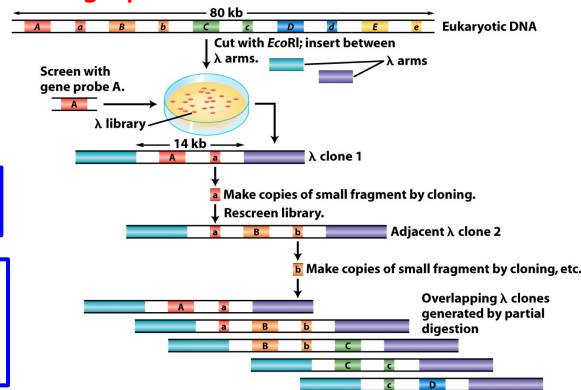 80 kb
A a B b C c D d E e Eukaryotic DNA
Cut with EcoRI; insert between
λ arms.
λ arms
Screen with
gene probe A.
A
λ library
14 kb
A a λ clone 1
a Make copies of small fragment by cloning.
Rescreen library.
a B b Adjacent λ clone 2
b Make copies of small fragment by cloning, etc.
A a
a B b
B b C
C c
c D
Overlapping λ clones
generated by partial
digestion